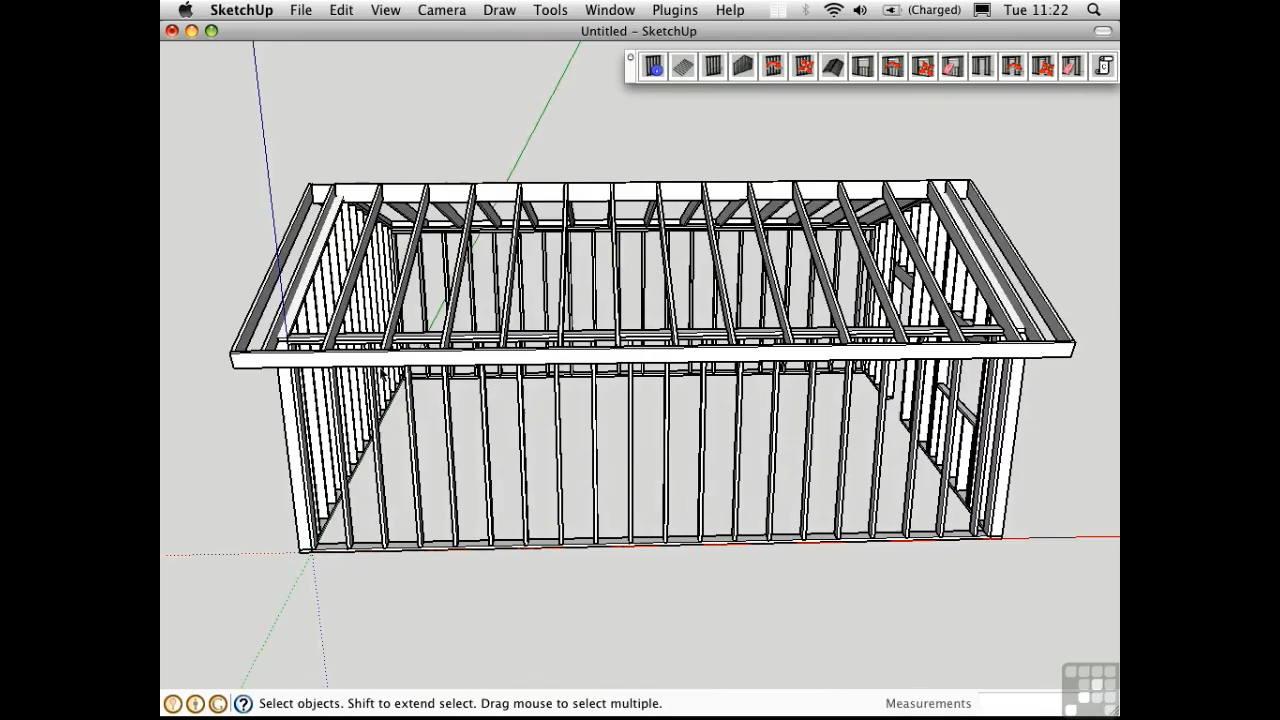 SketchUp File Edit View Camera Draw Tools Window Plugins Help (Charged) Tue 11:22
Untitled – SketchUp
Select objects. Shift to extend select. Drag mouse to select multiple. Measurements